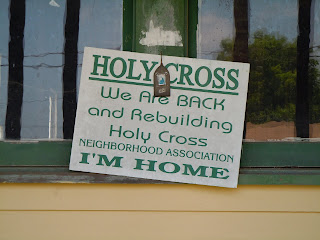 HOLY CROSS
We Are BACK
and Rebuilding
Holy Cross
NEIGHBORHOOD ASSOCIATION
I'M HOME